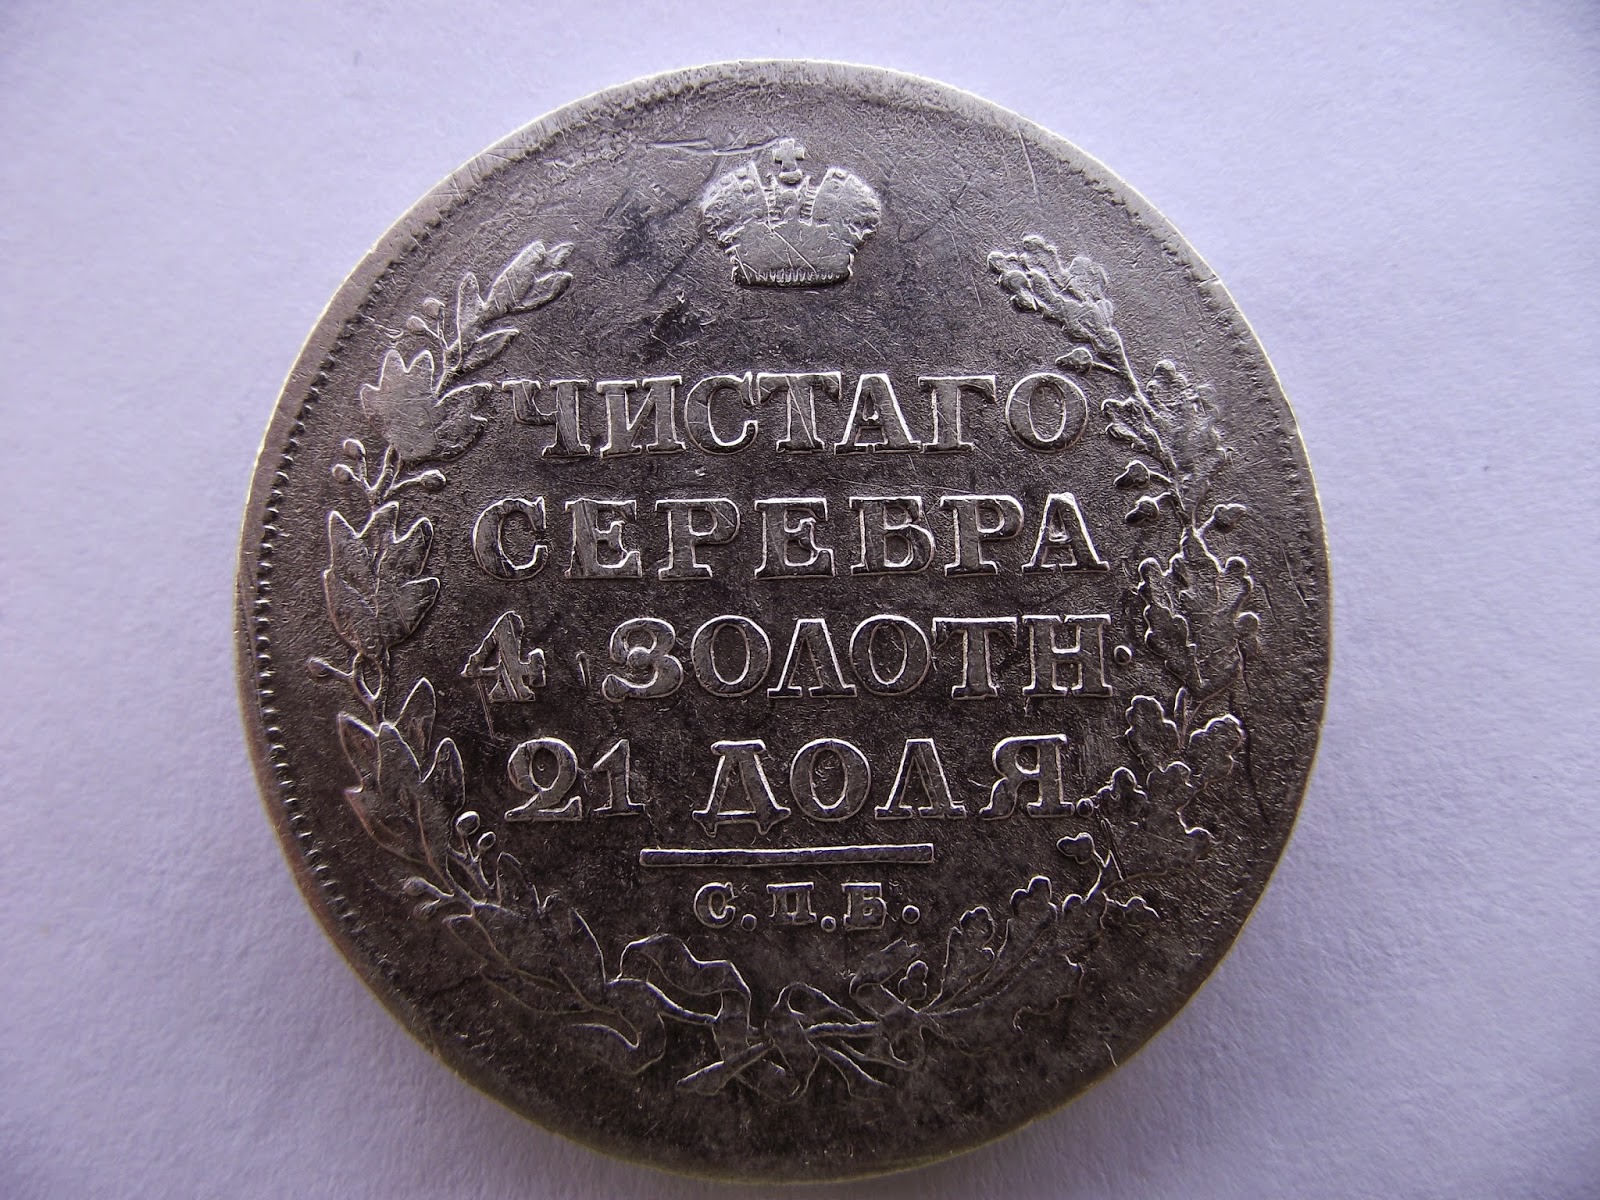 ЧИСТАГО
СЕРЕБРА
4 ЗОЛОТН.
21 ДОЛЯ.
С.П.Б.